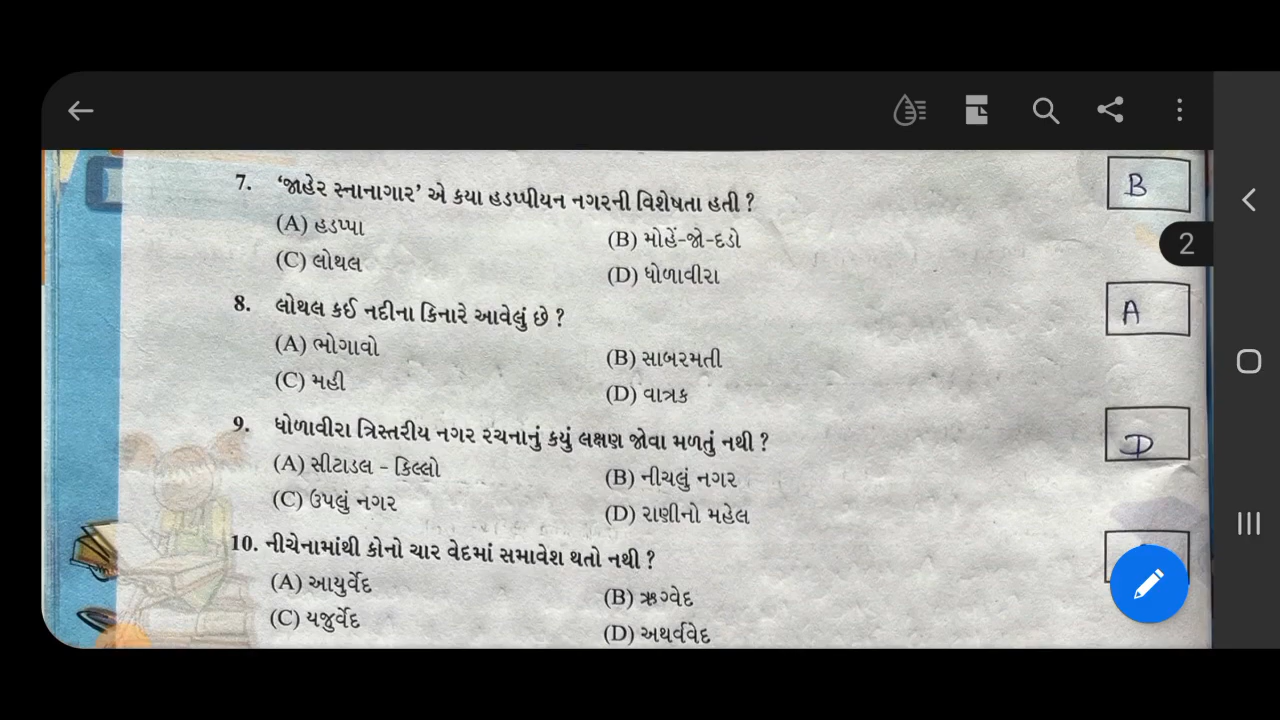 7. ‘જાહેર સ્નાનાગાર’ એ કયા હડપ્પીયન નગરની વિશેષતા હતી ? B
(A) હડપ્પા (B) મોહેં-જો-દડો
(C) લોથલ (D) ધોળાવીરા
2
8. લોથલ કઈ નદીના કિનારે આવેલું છે ? A
(A) ભોગાવો (B) સાબરમતી
(C) મહી (D) વાત્રક
9. ધોળાવીરા ત્રિસ્તરીય નગર રચનાનું કયું લક્ષણ જોવા મળતું નથી ? D
(A) સીટાડલ - કિલ્લો (B) નીચલું નગર
(C) ઉપલું નગર (D) રાણીનો મહેલ
10. નીચેનામાંથી કોનો ચાર વેદમાં સમાવેશ થતો નથી ?
(A) આયુર્વેદ (B) ઋગ્વેદ
(C) યજુર્વેદ (D) અથર્વવેદ